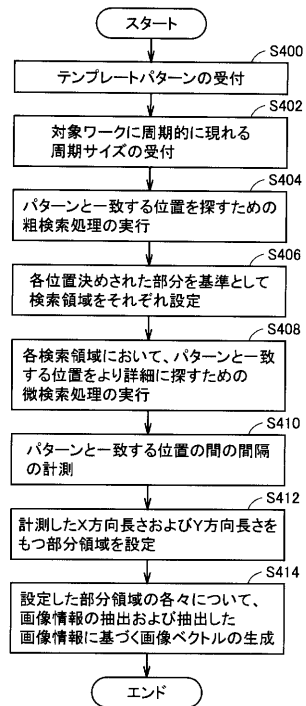 スタート
S400
テンプレートパターンの受付
S402
対象ワークに周期的に現れる
周期サイズの受付
S404
パターンと一致する位置を探すための
粗検索処理の実行
S406
各位置決めされた部分を基準として
検索領域をそれぞれ設定
S408
各検索領域において、パターンと一致
する位置をより詳細に探すための
微検索処理の実行
S410
パターンと一致する位置の間の間隔
の計測
S412
計測したX方向長さおよびY方向長さを
もつ部分領域を設定
S414
設定した部分領域の各々について、
画像情報の抽出および抽出した
画像情報に基づく画像ベクトルの生成
エンド